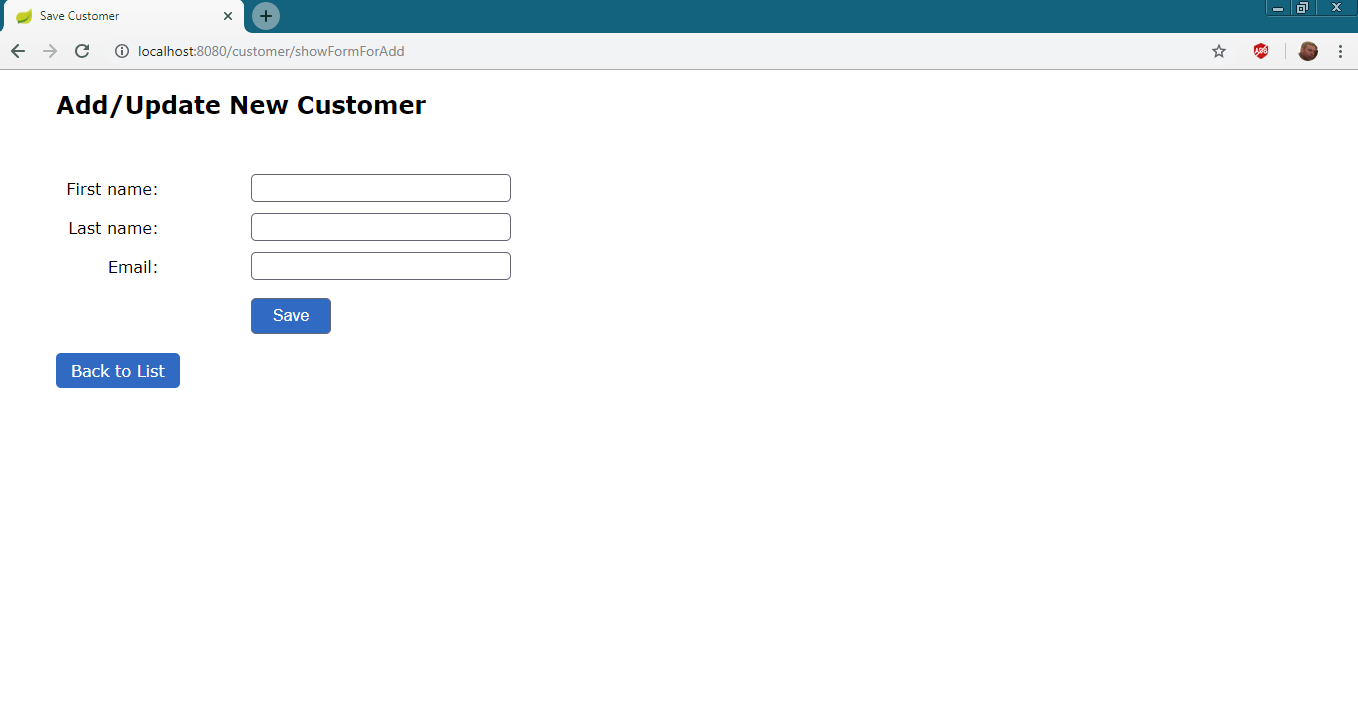 Save Customer
localhost:8080/customer/showFormForAdd
ABP
Add/Update New Customer
First name:
Last name:
Email:
Save
Back to List